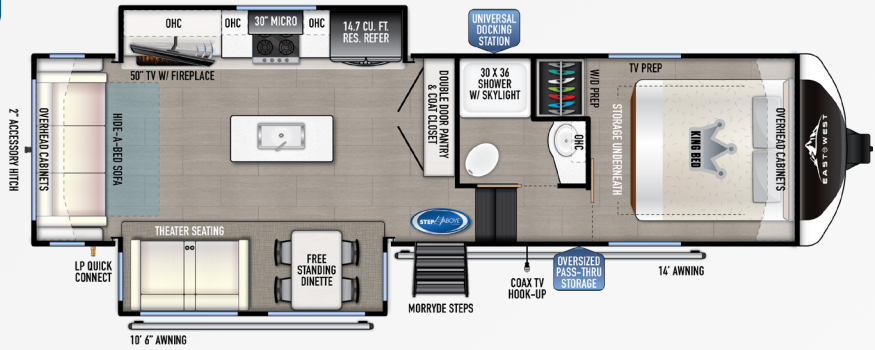 OHC
OHC
30" MICRO
OHC
14.7 CU. FT.
RES. REFER
50" TV W/ FIREPLACE
UNIVERSAL
DOCKING
STATION
2" ACCESSORY HITCH
OVERHEAD CABINETS
HIDE-A-BED SOFA
DOUBLE DOOR PANTRY
& COAT CLOSET
30 X 36
SHOWER
W/ SKYLIGHT
W/D PREP
OHC
TV PREP
STORAGE UNDERNEATH
KING BED
OVERHEAD CABINETS
EAST TO WEST
STEP ABOVE
THEATER SEATING
FREE
STANDING
DINETTE
LP QUICK
CONNECT
MORRYDE STEPS
COAX TV
HOOK-UP
OVERSIZED
PASS-THRU
STORAGE
14' AWNING
10' 6" AWNING